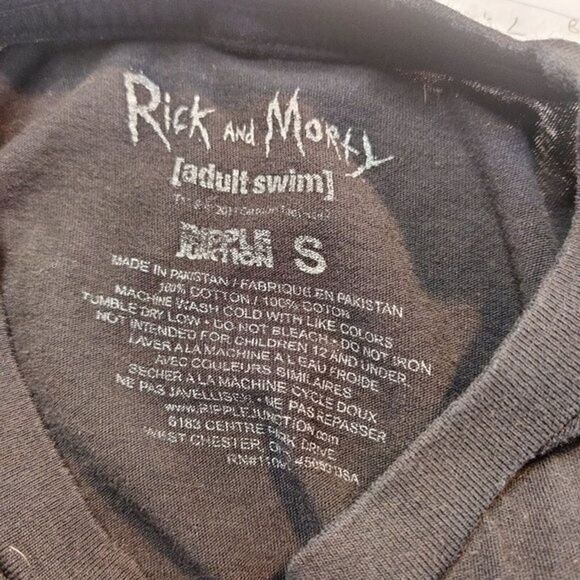 Rick and Morty
[adult swim]
RIPPLE
JUNCTION S
MADE IN PAKISTAN / FABRIQUE EN PAKISTAN
100% COTTON / 100% COTON
MACHINE WASH COLD WITH LIKE COLORS
TUMBLE DRY LOW • DO NOT BLEACH • DO NOT IRON
NOT INTENDED FOR CHILDREN 12 AND UNDER.
LAVER A LA MACHINE A L'EAU FROIDE
AVEC COULEURS SIMILAIRES
SECHER A LA MACHINE CYCLE DOUX
NE PAS JAVELLISER • NE PAS REPASSER
www.RIPPLEJUNCTION.com
6183 CENTRE PARK DRIVE
WEST CHESTER,